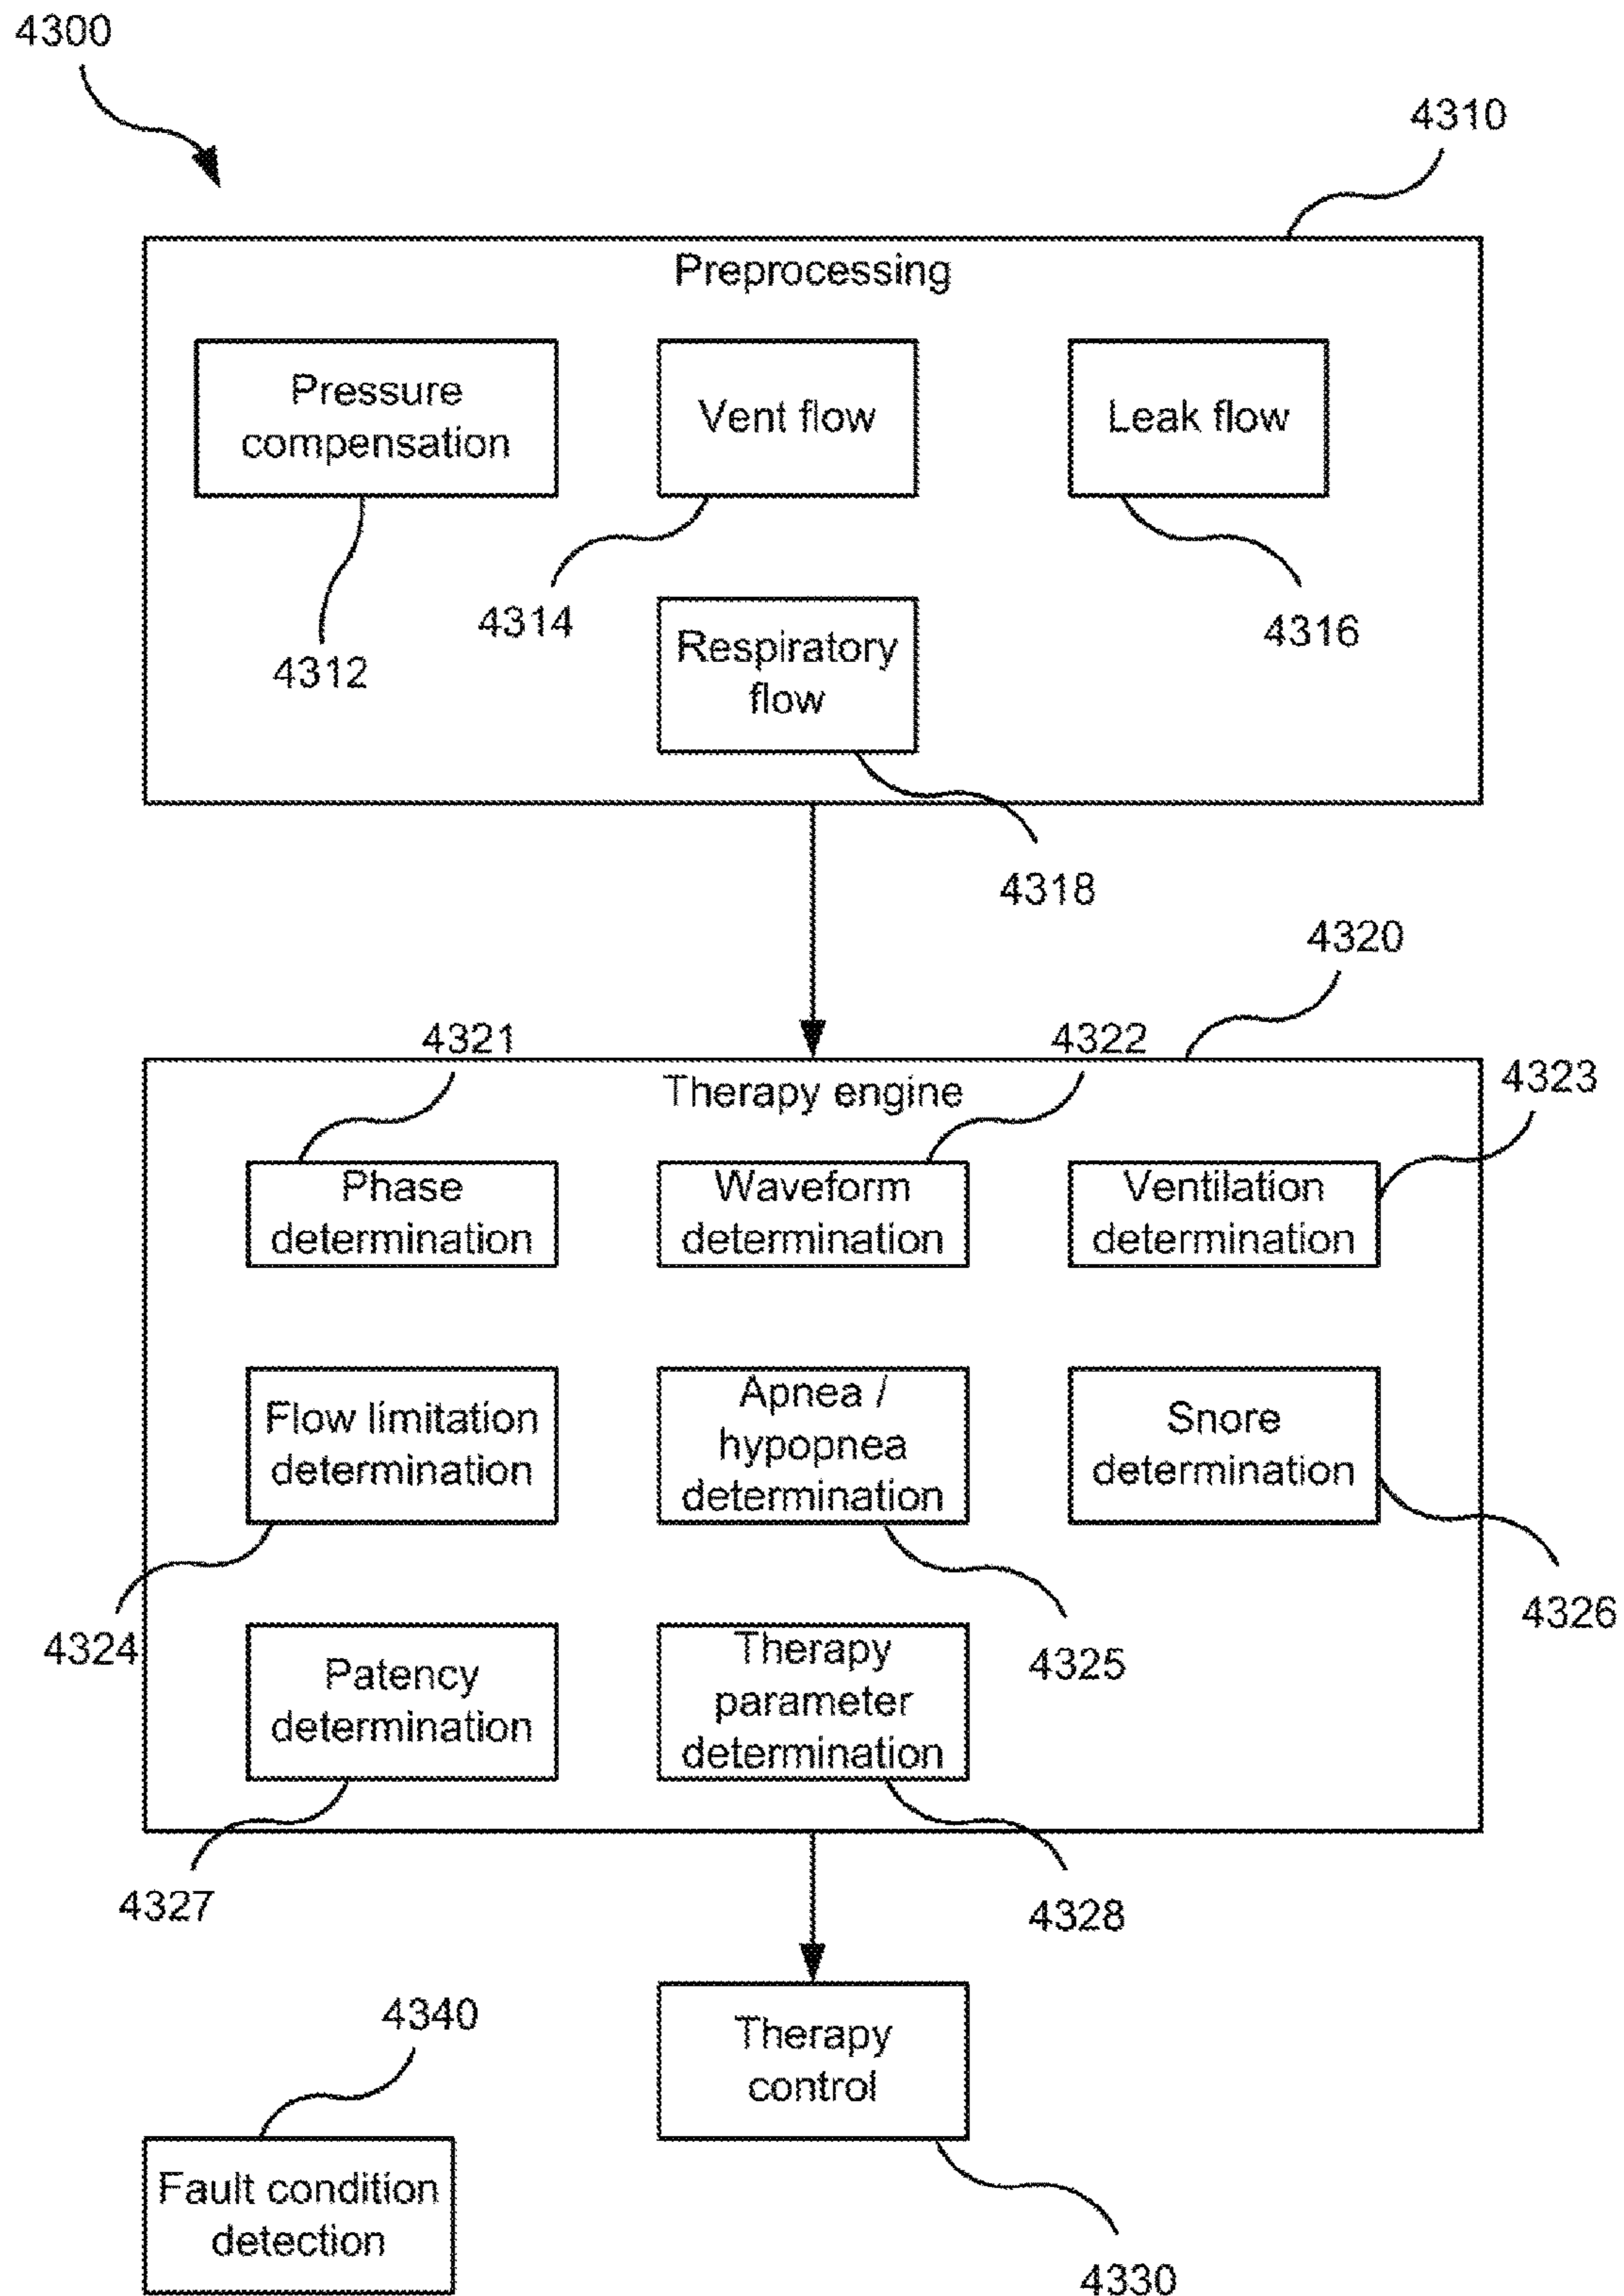 4300
4310
Preprocessing
Pressure
compensation
Vent flow
Leak flow
4312
4314
4316
Respiratory
flow
4318
4320
4321
4322
4323
Therapy engine
Phase
determination
Waveform
determination
Ventilation
determination
Flow limitation
determination
Apnea /
hypopnea
determination
Snore
determination
4324
4325
4326
Patency
determination
Therapy
parameter
determination
4327
4328
Therapy
control
4330
4340
Fault condition
detection